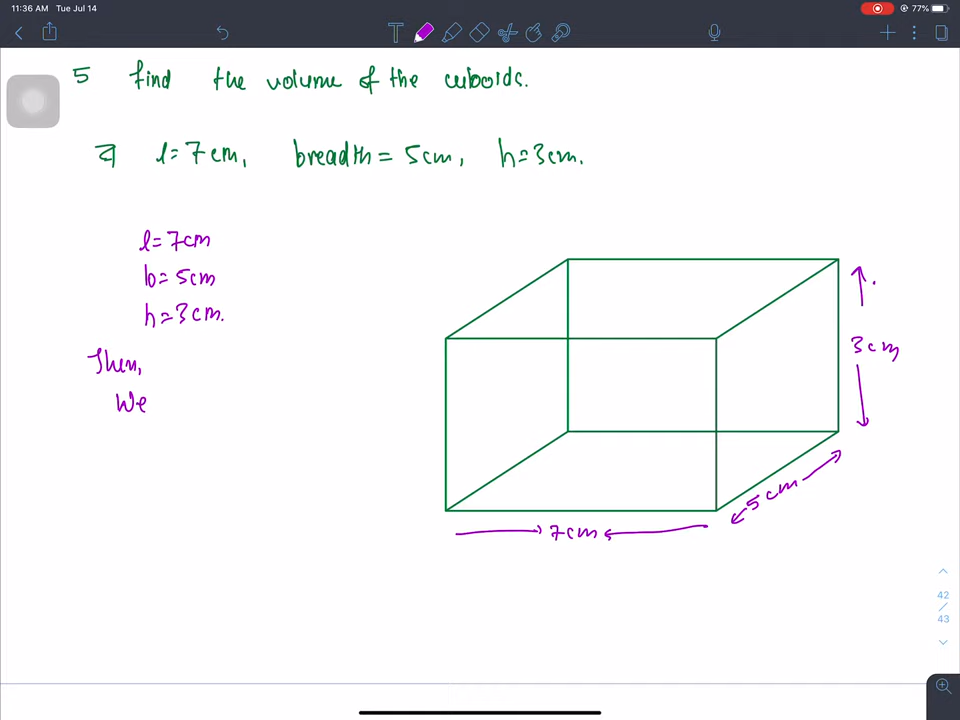 11:36 AM Tue Jul 14
77%
5 find the volume of the cuboids.
a) l=7cm, breadth=5cm, h=3cm.
l=7cm
b=5cm
h=3cm.
Then,
We
3cm
5cm
7cm
42
/
43